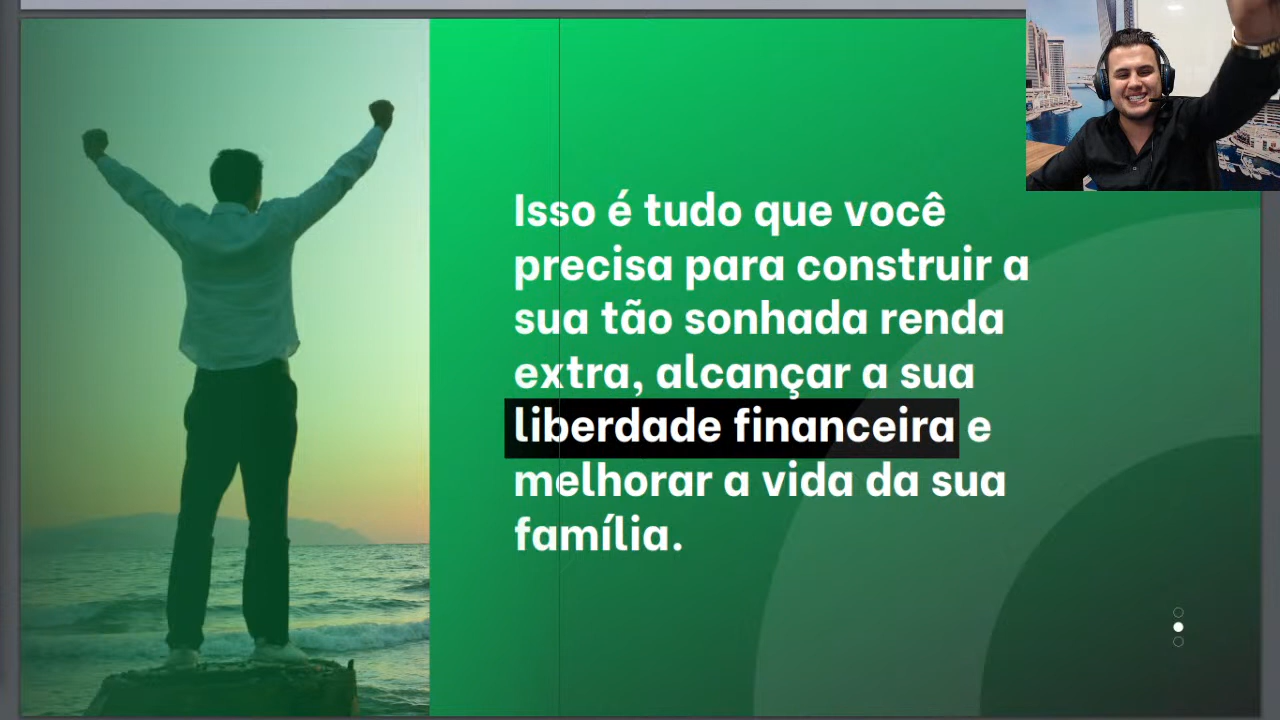 Isso é tudo que você
precisa para construir a
sua tão sonhada renda
extra, alcançar a sua
liberdade financeira e
melhorar a vida da sua
família.